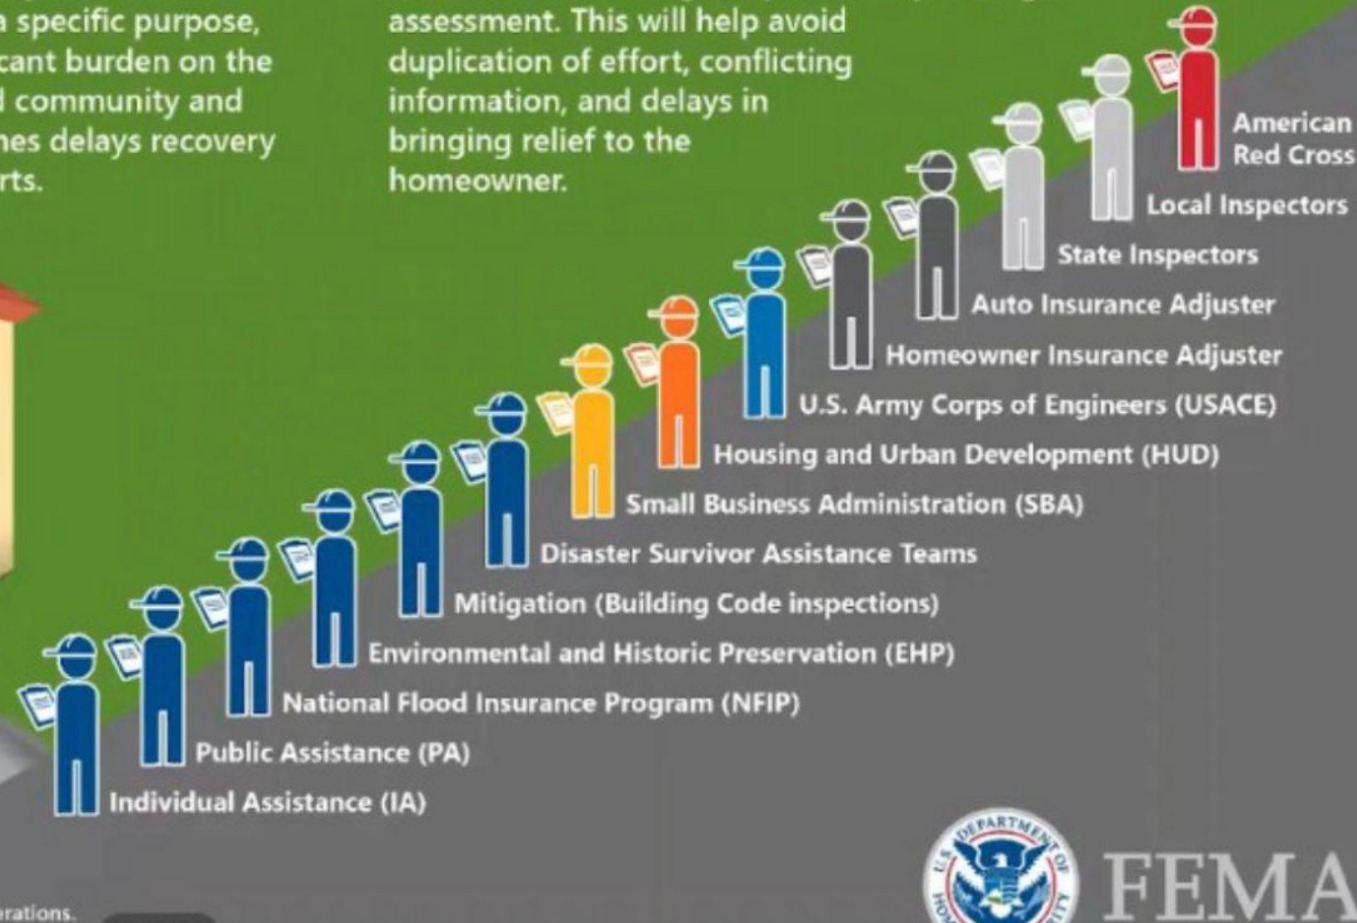 a specific purpose,
cant burden on the
community and
nes delays recovery
rts.
assessment. This will help avoid
duplication of effort, conflicting
information, and delays in
bringing relief to the
homeowner.
American
Red Cross
Local Inspectors
State Inspectors
Auto Insurance Adjuster
Homeowner Insurance Adjuster
U.S. Army Corps of Engineers (USACE)
Housing and Urban Development (HUD)
Small Business Administration (SBA)
Disaster Survivor Assistance Teams
Mitigation (Building Code inspections)
Environmental and Historic Preservation (EHP)
National Flood Insurance Program (NFIP)
Public Assistance (PA)
Individual Assistance (IA)
U.S. DEPARTMENT OF
FEMA
erations.